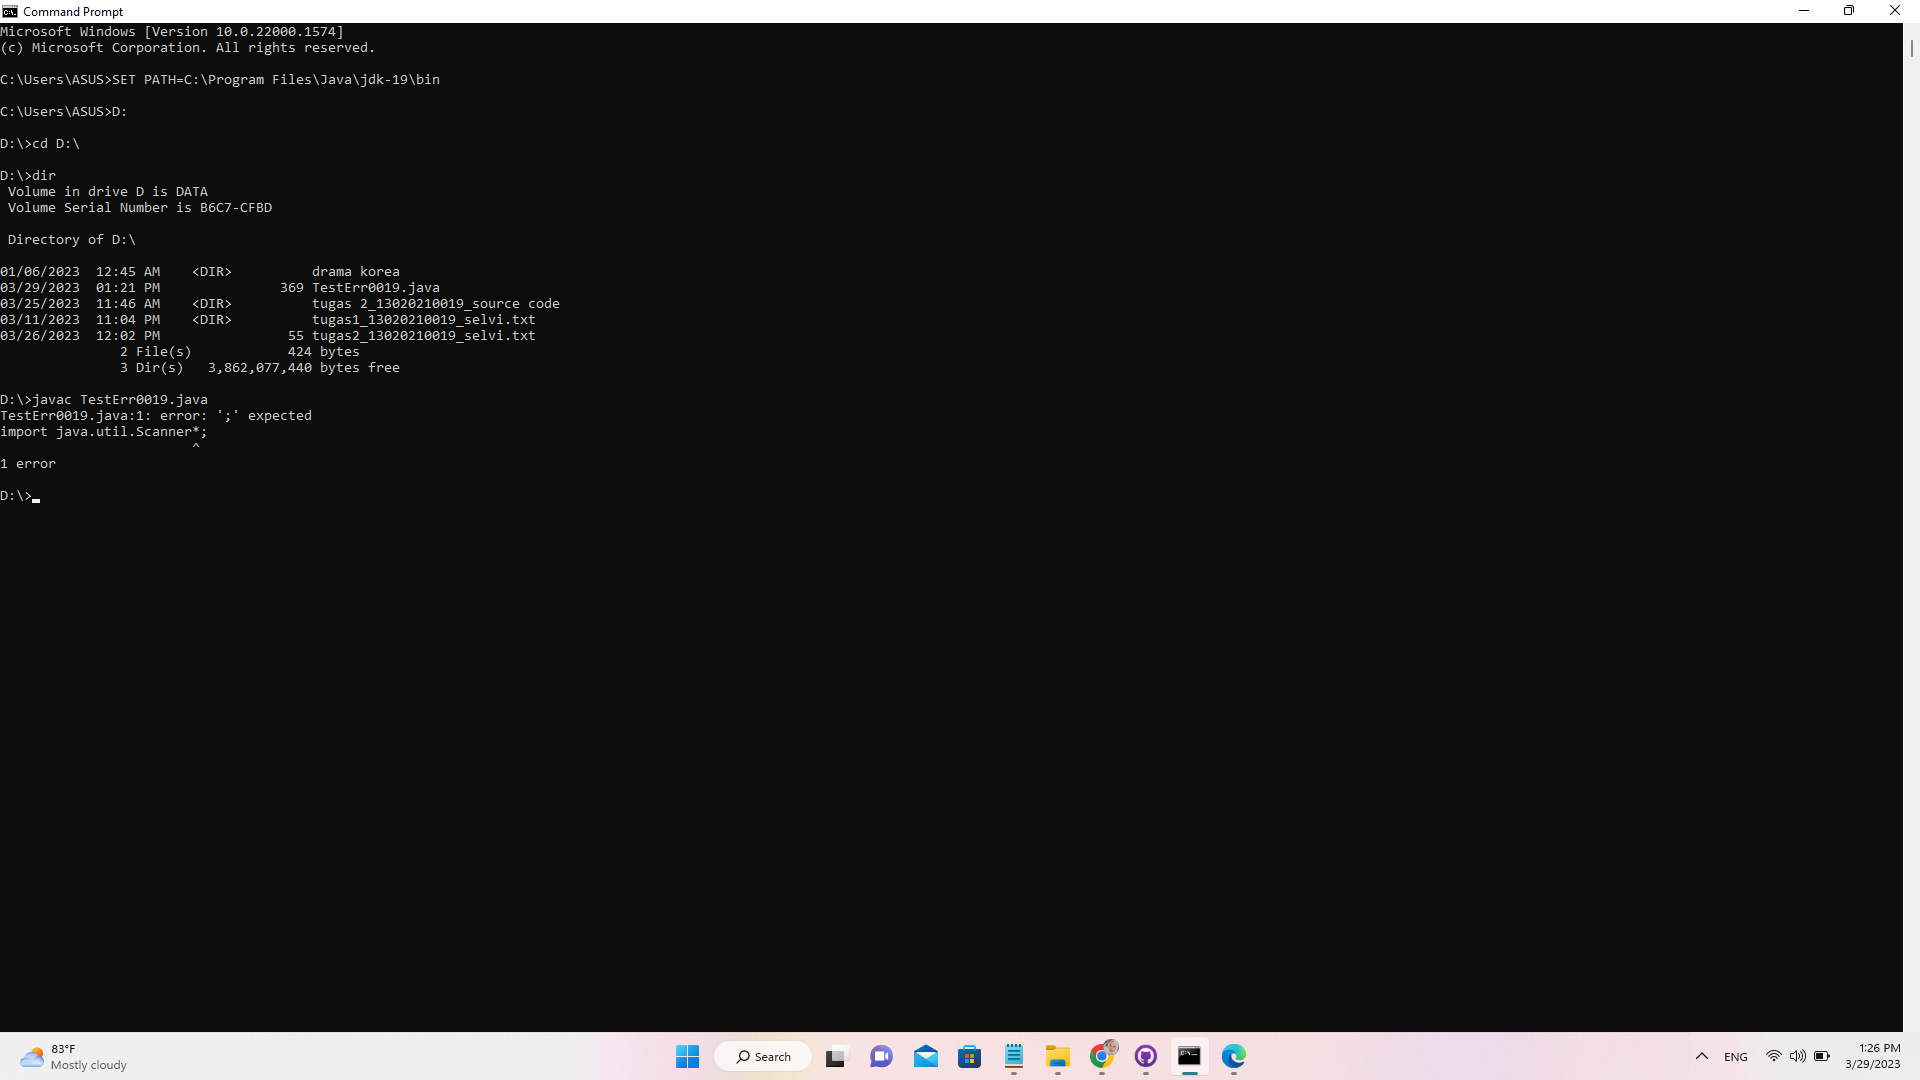 Command Prompt
Microsoft Windows [Version 10.0.22000.1574]
(c) Microsoft Corporation. All rights reserved.
C:\Users\ASUS>SET PATH=C:\Program Files\Java\jdk-19\bin
C:\Users\ASUS>D:
D:\>cd D:\
D:\>dir
 Volume in drive D is DATA
 Volume Serial Number is B6C7-CFBD
 Directory of D:\
01/06/2023  12:45 AM    <DIR>          drama korea
03/29/2023  01:21 PM               369 TestErr0019.java
03/25/2023  11:46 AM    <DIR>          tugas 2_13020210019_source code
03/11/2023  11:04 PM    <DIR>          tugas1_13020210019_selvi.txt
03/26/2023  12:02 PM                55 tugas2_13020210019_selvi.txt
               2 File(s)            424 bytes
               3 Dir(s)   3,862,077,440 bytes free
D:\>javac TestErr0019.java
TestErr0019.java:1: error: ';' expected
import java.util.Scanner*;
                        ^
1 error
D:\>
83°F
Mostly cloudy
Search
ENG
1:26 PM
3/29/2023